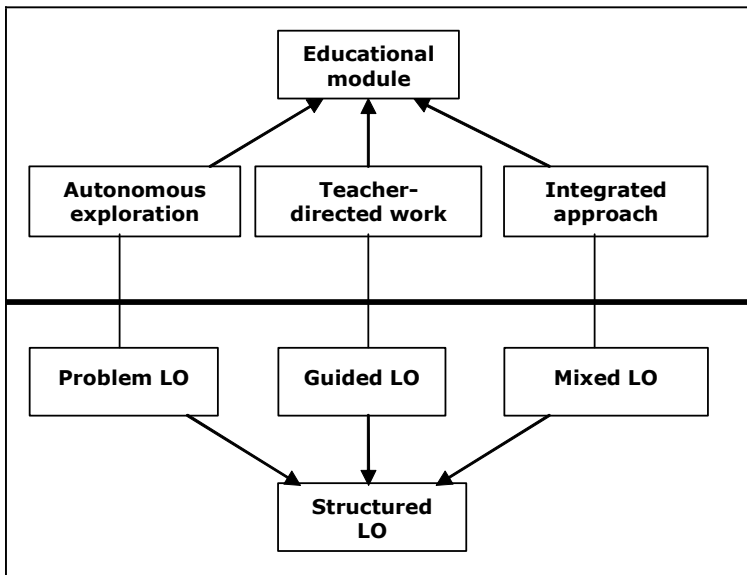 Educational
module
Autonomous
exploration
Teacher-
directed work
Integrated
approach
Problem LO
Guided LO
Mixed LO
Structured
LO